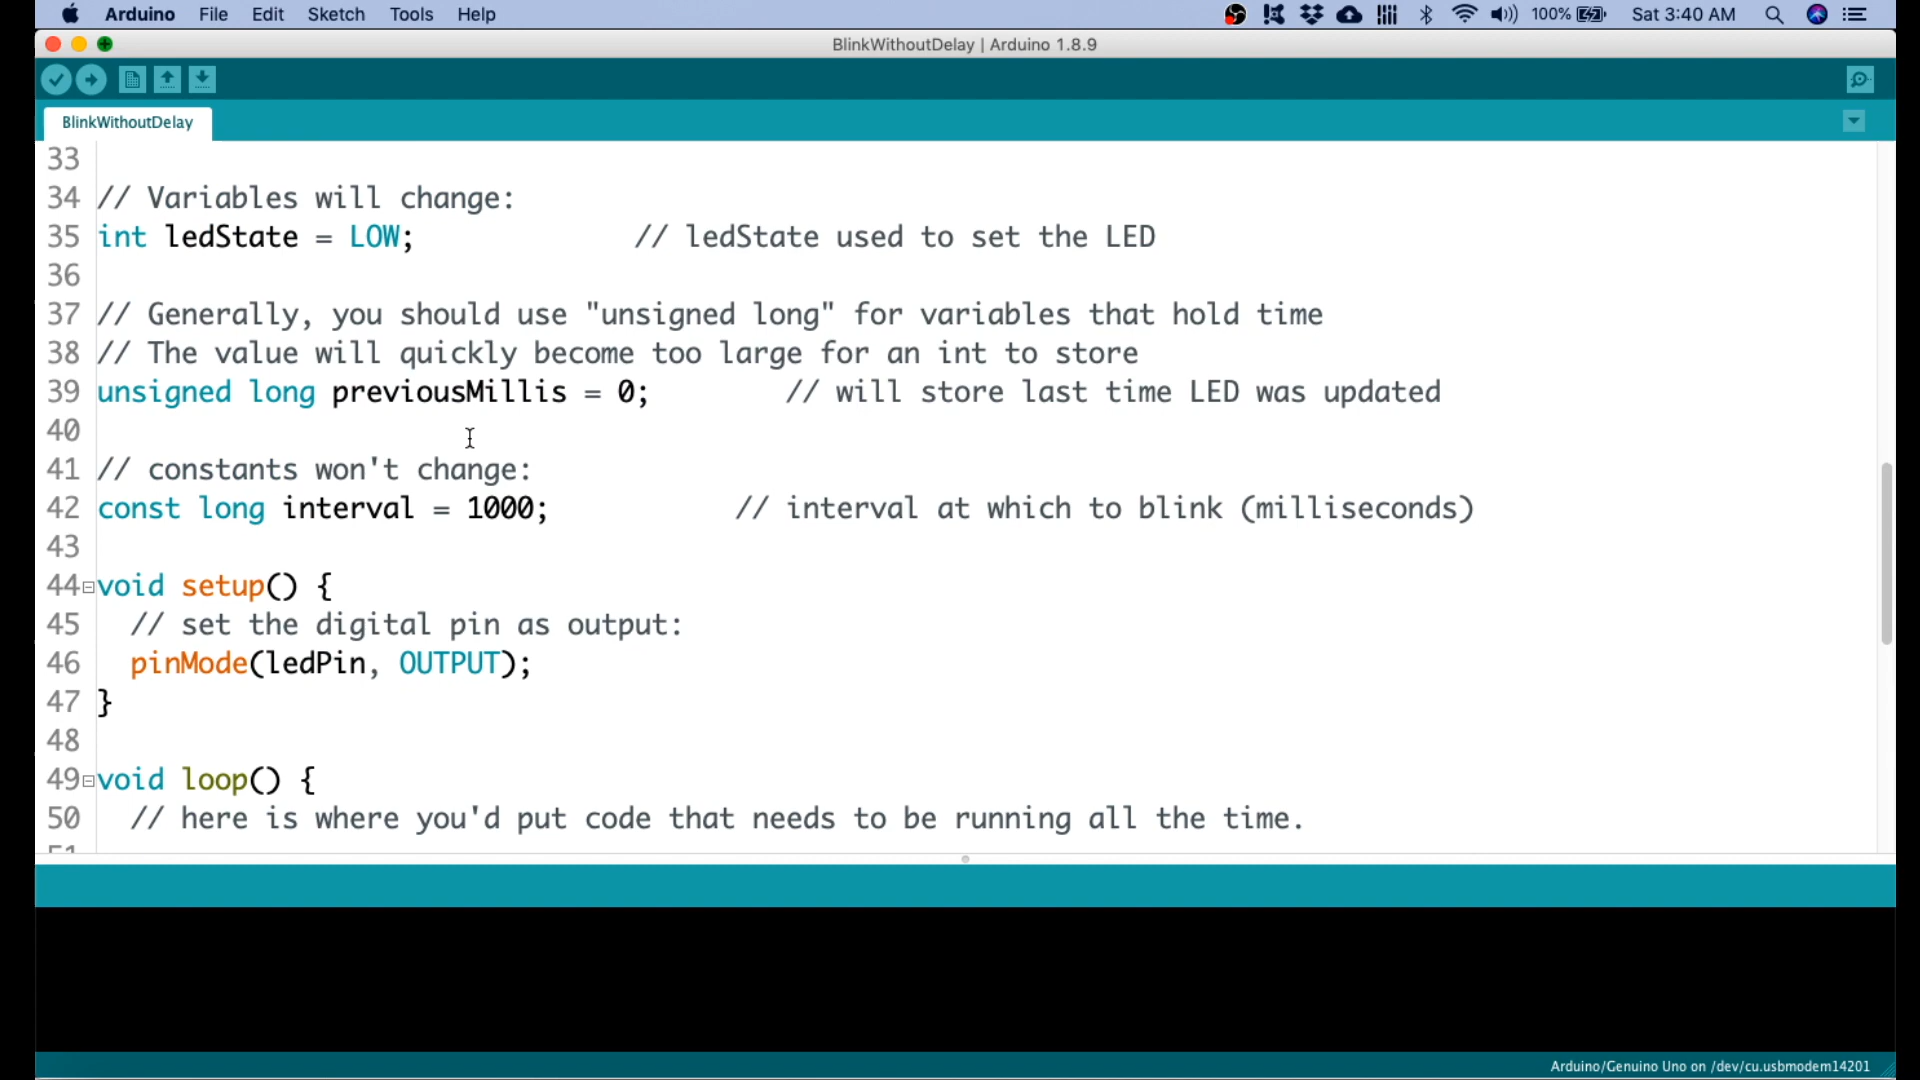 Arduino File Edit Sketch Tools Help 100% Sat 3:40 AM
BlinkWithoutDelay | Arduino 1.8.9
BlinkWithoutDelay
33
34 // Variables will change:
35 int ledState = LOW; // ledState used to set the LED
36
37 // Generally, you should use "unsigned long" for variables that hold time
38 // The value will quickly become too large for an int to store
39 unsigned long previousMillis = 0; // will store last time LED was updated
40
41 // constants won't change:
42 const long interval = 1000; // interval at which to blink (milliseconds)
43
44 void setup() {
45 // set the digital pin as output:
46 pinMode(ledPin, OUTPUT);
47 }
48
49 void loop() {
50 // here is where you'd put code that needs to be running all the time.
51
Arduino/Genuino Uno on /dev/cu.usbmodem14201